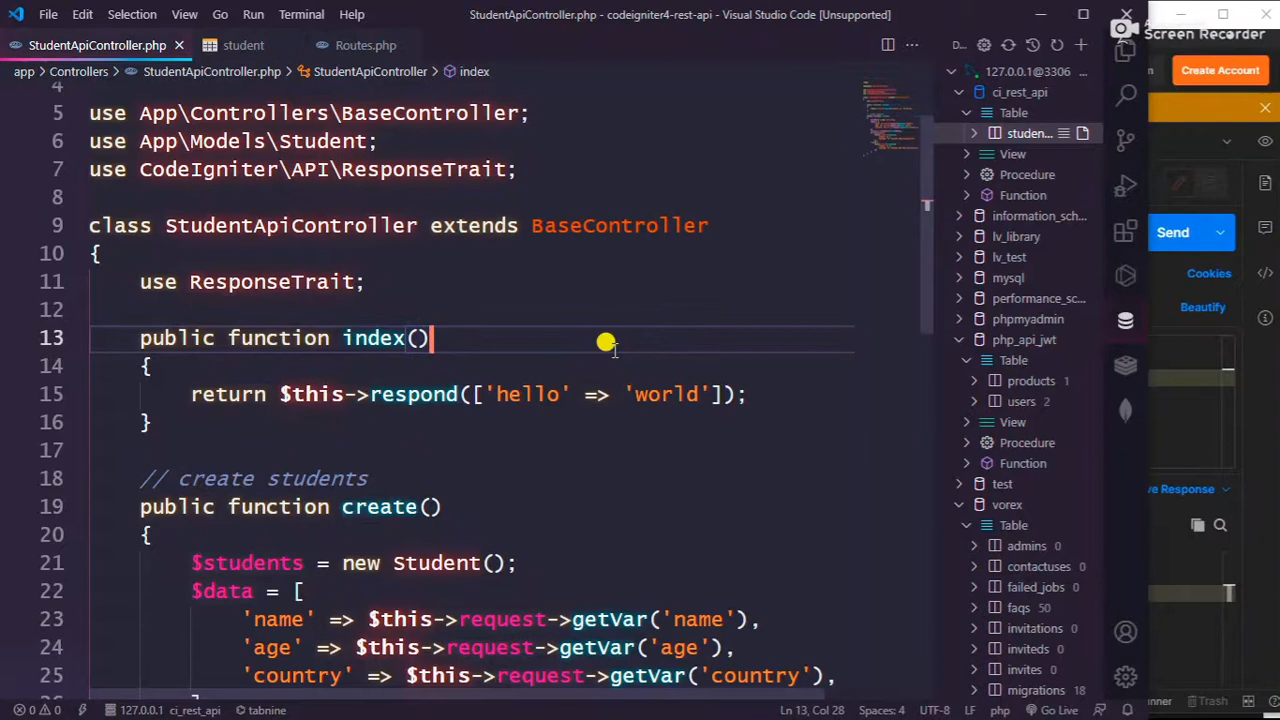 File Edit Selection View Go Run Terminal Help
StudentApiController.php - codeigniter4-rest-api - Visual Studio Code [Unsupported]
Screen Recorder
StudentApiController.php
student
Routes.php
D...
Create Account
app > Controllers > StudentApiController.php > StudentApiController > index
4
5 use App\Controllers\BaseController;
6 use App\Models\Student;
7 use CodeIgniter\API\ResponseTrait;
8
9 class StudentApiController extends BaseController
10 {
11 use ResponseTrait;
12
13 public function index()
14 {
15 return $this->respond(['hello' => 'world']);
16 }
17
18 // create students
19 public function create()
20 {
21 $students = new Student();
22 $data = [
23 'name' => $this->request->getVar('name'),
24 'age' => $this->request->getVar('age'),
25 'country' => $this->request->getVar('country'),
127.0.0.1@3306 ...
ci_rest_api
Table
studen...
View
Procedure
Function
information_sch...
lv_library
lv_test
mysql
performance_sc...
phpmyadmin
php_api_jwt
Table
products 1
users 2
View
Procedure
Function
test
vorex
Table
admins 0
contactuses 0
failed_jobs 0
faqs 50
invitations 0
inviteds 0
invites 0
migrations 18
Send
Cookies
Beautify
ve Response
nner
Trash
0 0 127.0.0.1 ci_rest_api tabnine Ln 13, Col 28 Spaces: 4 UTF-8 LF php Go Live